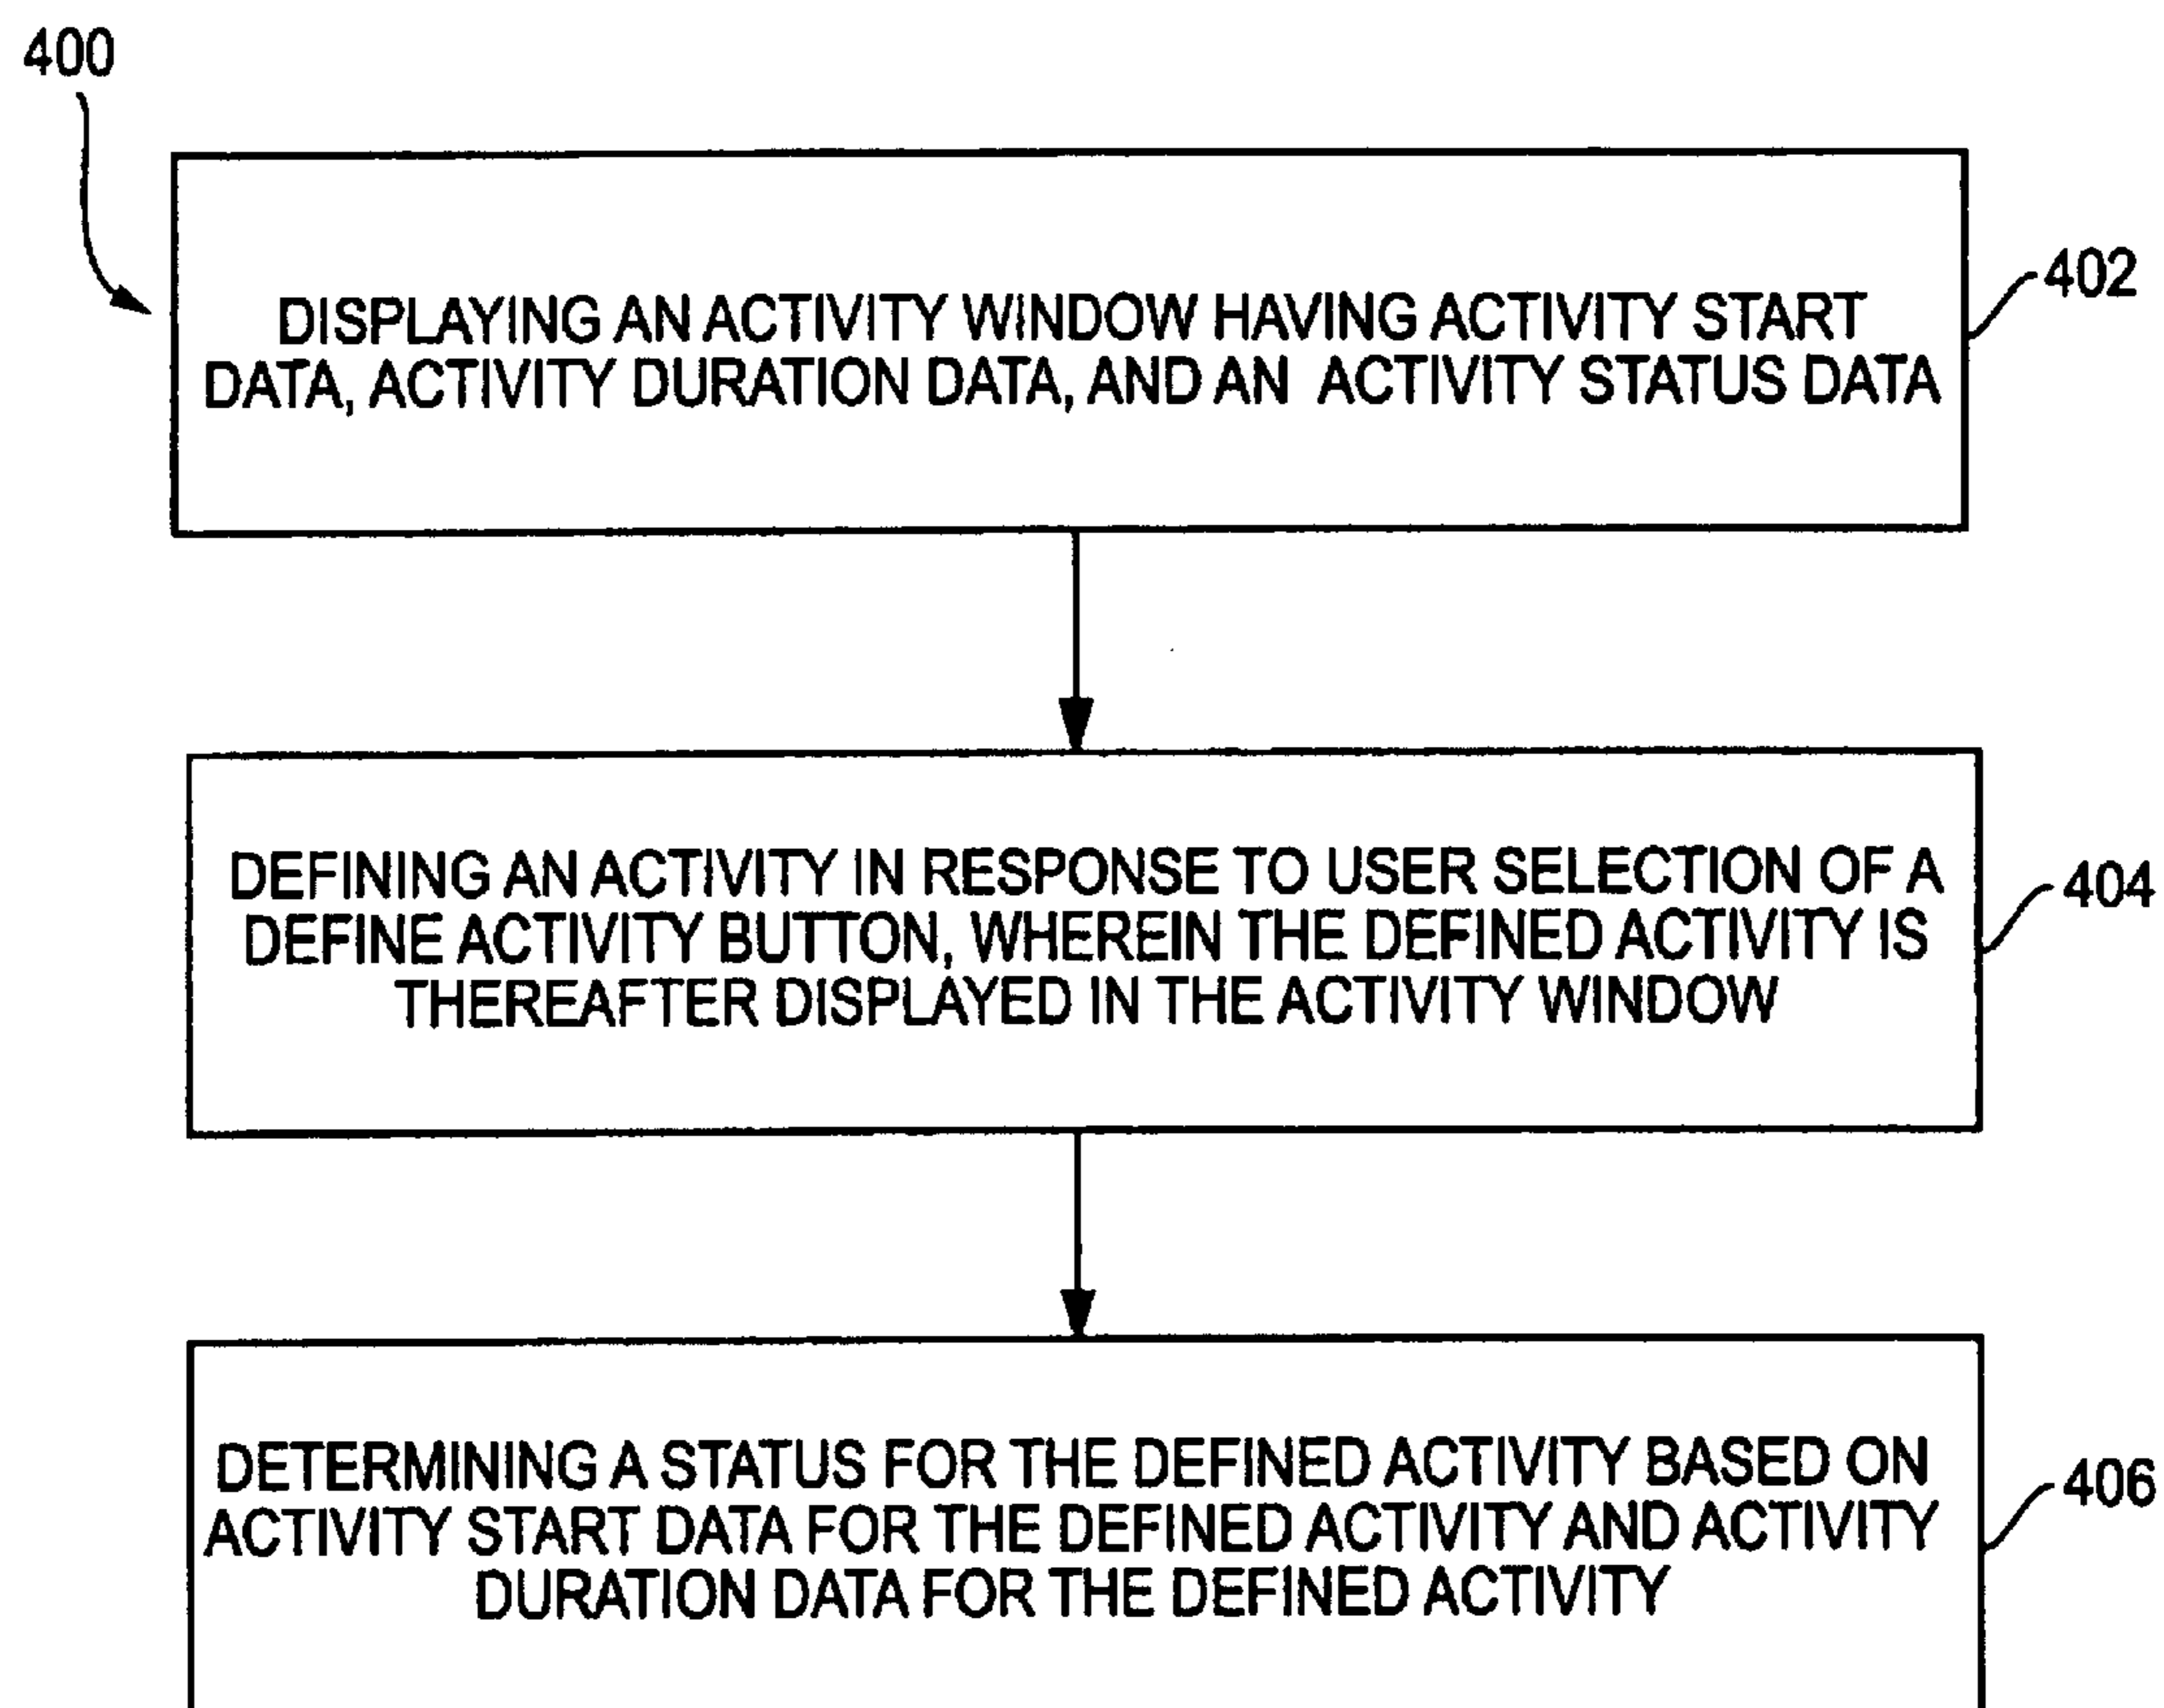 400
DISPLAYING AN ACTIVITY WINDOW HAVING ACTIVITY START
DATA, ACTIVITY DURATION DATA, AND AN ACTIVITY STATUS DATA
402
DEFINING AN ACTIVITY IN RESPONSE TO USER SELECTION OF A
DEFINE ACTIVITY BUTTON, WHEREIN THE DEFINED ACTIVITY IS
THEREAFTER DISPLAYED IN THE ACTIVITY WINDOW
404
DETERMINING A STATUS FOR THE DEFINED ACTIVITY BASED ON
ACTIVITY START DATA FOR THE DEFINED ACTIVITY AND ACTIVITY
DURATION DATA FOR THE DEFINED ACTIVITY
406